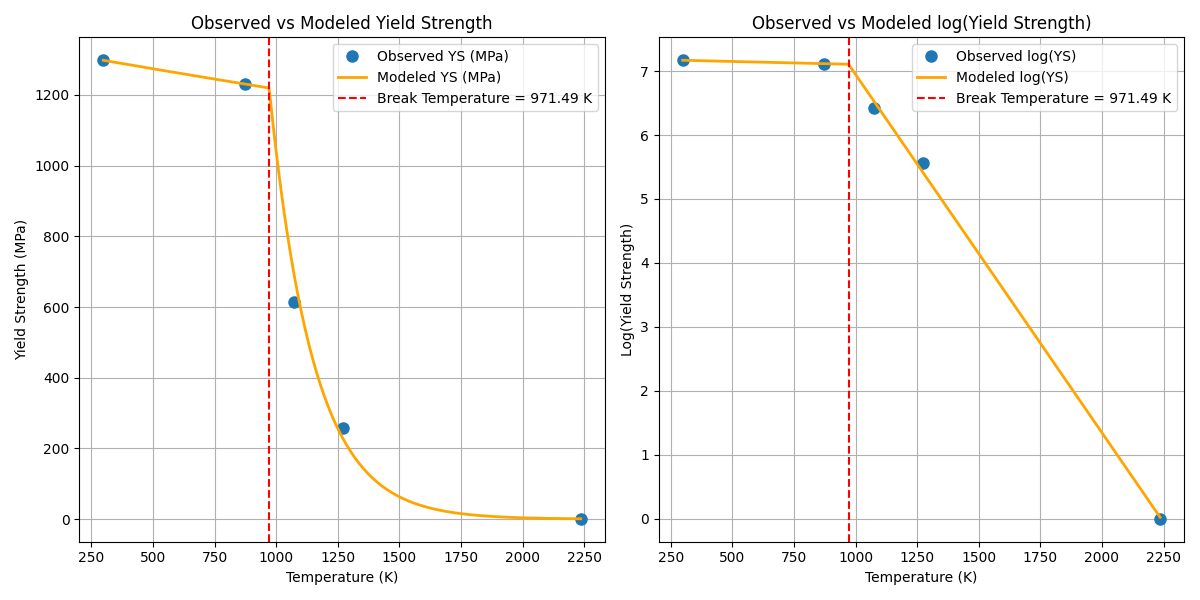 Observed vs Modeled Yield Strength
Observed YS (MPa)
Modeled YS (MPa)
Break Temperature = 971.49 K
Yield Strength (MPa)
1200
1000
800
600
400
200
0
250 500 750 1000 1250 1500 1750 2000 2250
Temperature (K)
Observed vs Modeled log(Yield Strength)
Observed log(YS)
Modeled log(YS)
Break Temperature = 971.49 K
Log(Yield Strength)
7
6
5
4
3
2
1
0
250 500 750 1000 1250 1500 1750 2000 2250
Temperature (K)